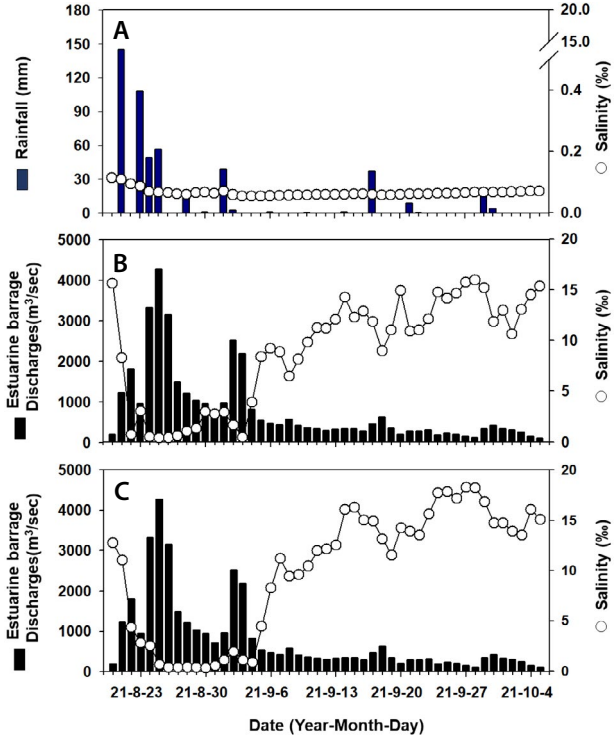 A
180
150
120
90
60
30
0
Rainfall (mm)
20.0
15.0
0.4
0.2
0.0
Salinity (‰)
B
5000
4000
3000
2000
1000
0
Estuarine barrage
Discharges(m³/sec)
20
15
10
5
0
Salinity (‰)
C
5000
4000
3000
2000
1000
0
Estuarine barrage
Discharges(m³/sec)
20
15
10
5
0
Salinity (‰)
21-8-23 21-8-30 21-9-6 21-9-13 21-9-20 21-9-27 21-10-4
Date (Year-Month-Day)